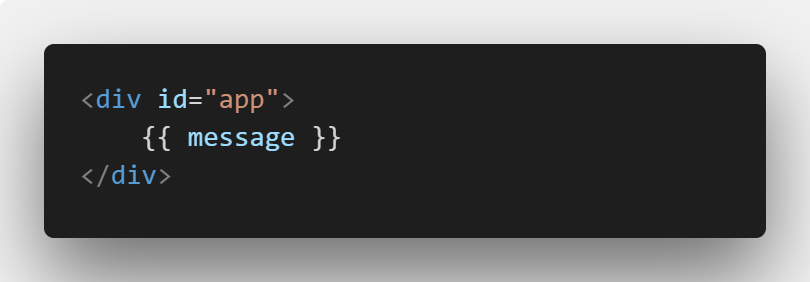 <div id="app">
    {{ message }}
</div>